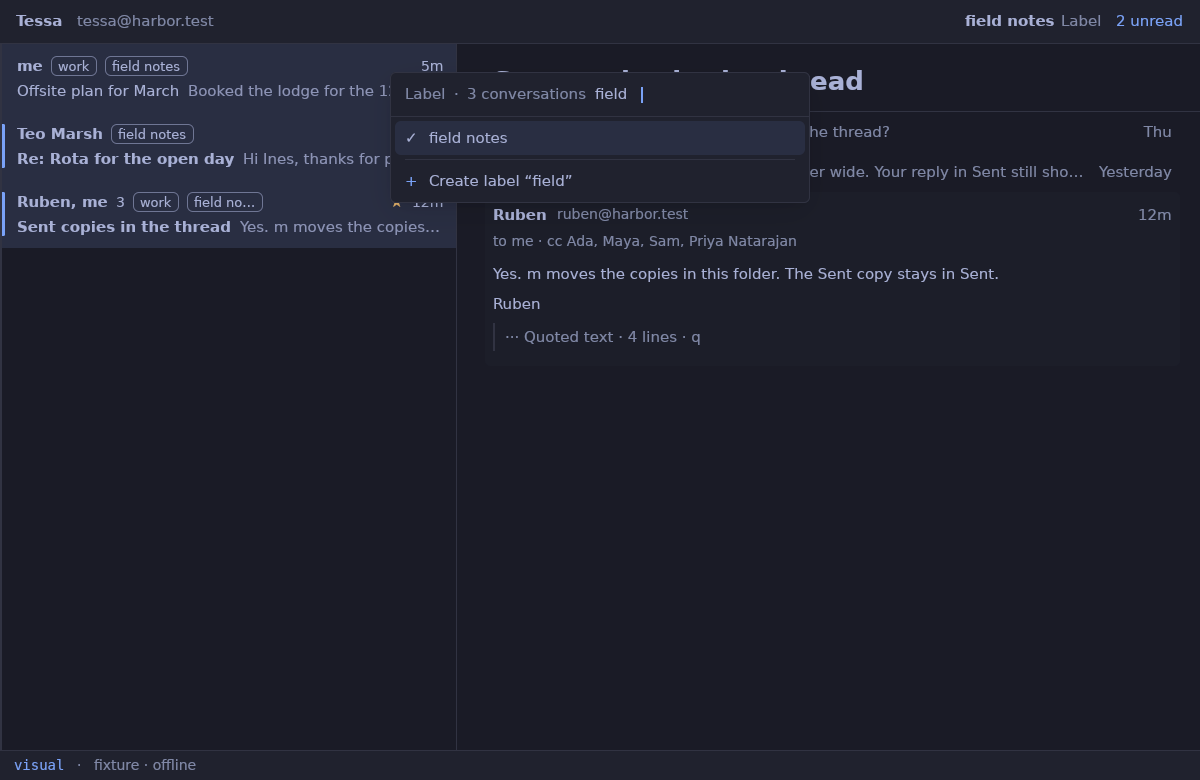 Tessa tessa@harbor.test field notes Label 2 unread
me work field notes 5m
Offsite plan for March Booked the lodge for the
Teo Marsh field notes
Re: Rota for the open day Hi Ines, thanks for
Ruben, me 3 work field no… ★ 12m
Sent copies in the thread Yes. m moves the copies…
Label · 3 conversations field
✓ field notes
+ Create label “field”
he thread? Thu
er wide. Your reply in Sent still sho… Yesterday
Ruben ruben@harbor.test 12m
to me · cc Ada, Maya, Sam, Priya Natarajan
Yes. m moves the copies in this folder. The Sent copy stays in Sent.
Ruben
··· Quoted text · 4 lines · q
visual · fixture · offline